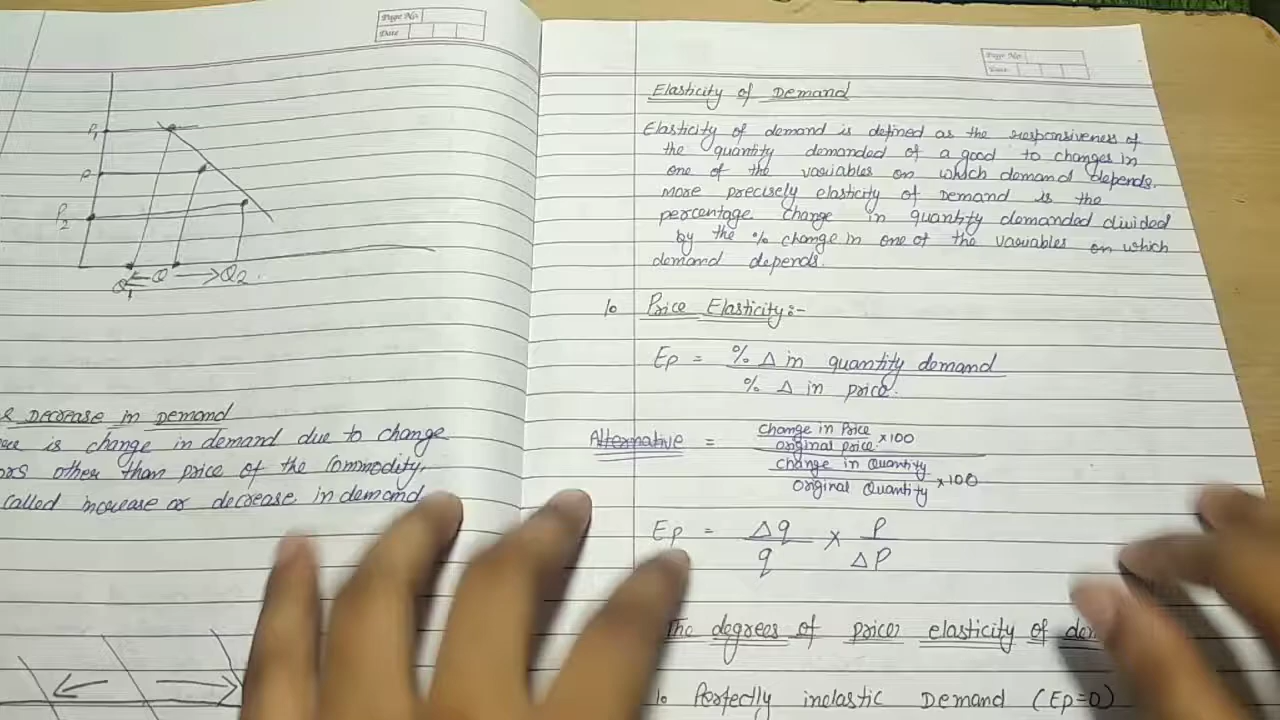 Page No.
Date
P1
P
P2
Q1 Q Q2
& Decrease in Demand
is change in demand due to change
other than price of the commodity,
called increase or decrease in demand
Page No.
Date
Elasticity of Demand
Elasticity of demand is defined as the responsiveness of
the quantity demanded of a good to changes in
one of the variables on which demand depends.
more precisely elasticity of Demand is the
percentage change in quantity demanded divided
by the % change in one of the variables on which
demand depends.
1. Price Elasticity:-
Ep = % Δ in quantity demand
% Δ in price.
Alternative = Change in Price ×100
original price
change in Quantity ×100
original Quantity
Ep = Δq × P
q ΔP
The degrees of price elasticity of
1. Perfectly inelastic Demand (Ep=0)